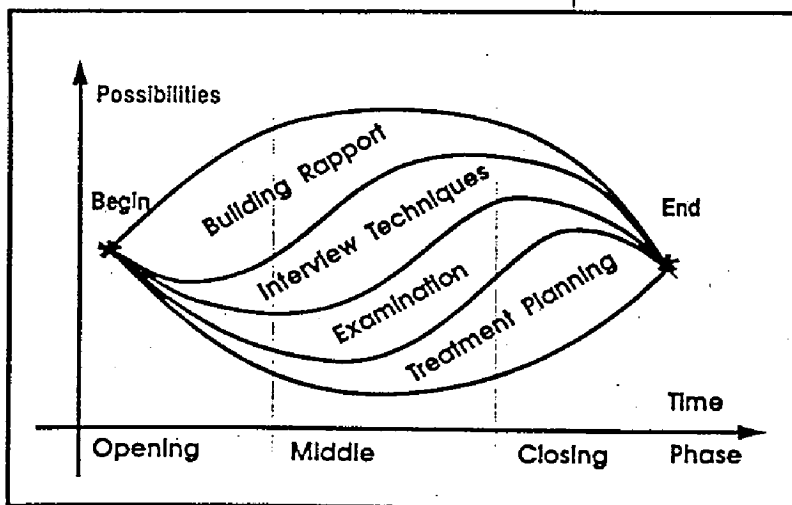 Possibilities
Begin
Building Rapport
Interview Techniques
End
Examination
Treatment Planning
Time
Opening
Middle
Closing
Phase